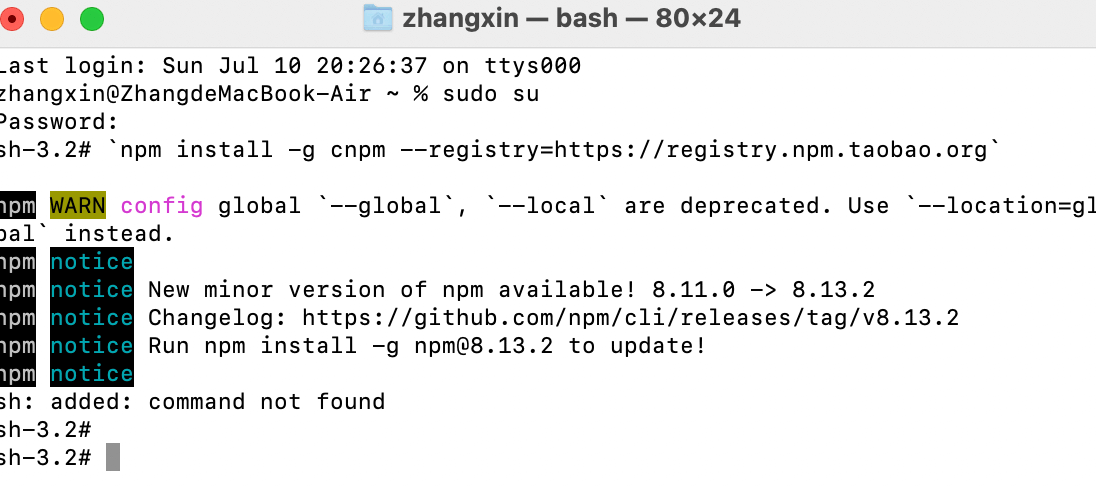 zhangxin — bash — 80×24
Last login: Sun Jul 10 20:26:37 on ttys000
zhangxin@ZhangdeMacBook-Air ~ % sudo su
Password:
sh-3.2# `npm install -g cnpm --registry=https://registry.npm.taobao.org`
npm WARN config global `--global`, `--local` are deprecated. Use `--location=gl
bal` instead.
npm notice
npm notice New minor version of npm available! 8.11.0 -> 8.13.2
npm notice Changelog: https://github.com/npm/cli/releases/tag/v8.13.2
npm notice Run npm install -g npm@8.13.2 to update!
npm notice
sh: added: command not found
sh-3.2#
sh-3.2#